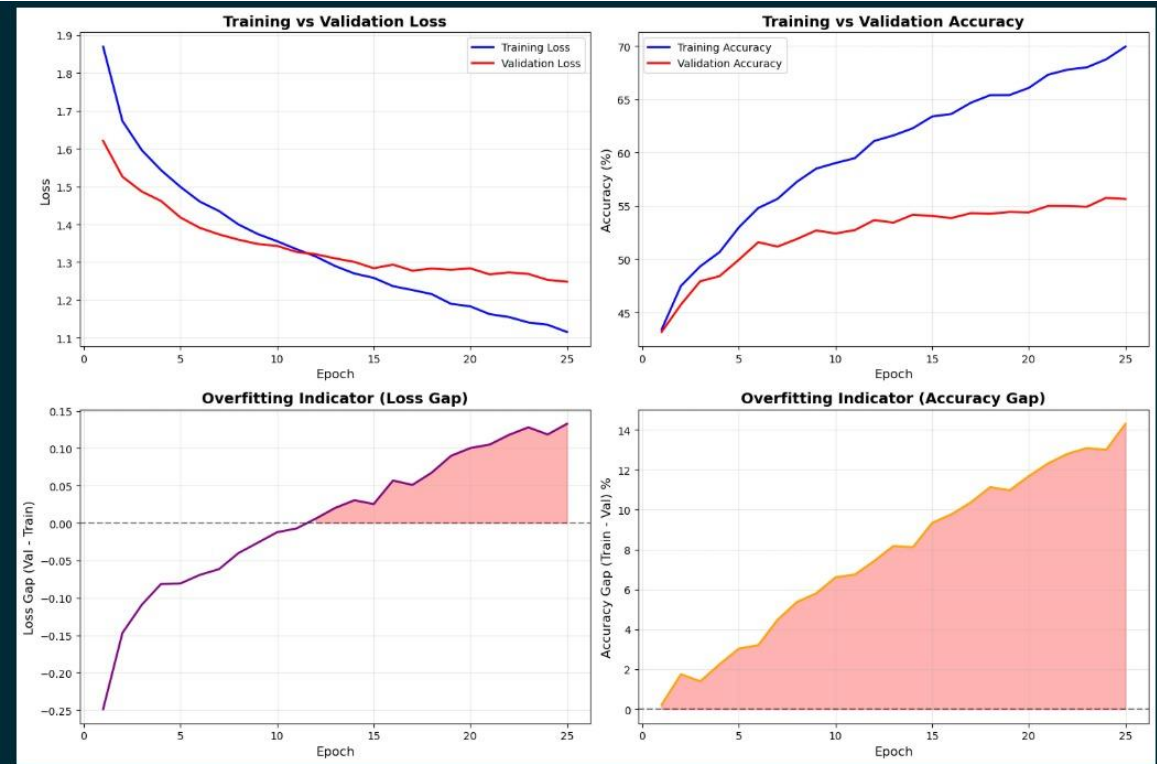 Training vs Validation Loss
1.9
1.8
1.7
1.6
1.5
1.4
1.3
1.2
1.1
Loss
Training Loss
Validation Loss
0 5 10 15 20 25
Epoch
Training vs Validation Accuracy
70
65
60
55
50
45
Accuracy (%)
Training Accuracy
Validation Accuracy
0 5 10 15 20 25
Epoch
Overfitting Indicator (Loss Gap)
0.15
0.10
0.05
0.00
−0.05
−0.10
−0.15
−0.20
−0.25
Loss Gap (Val - Train)
0 5 10 15 20 25
Epoch
Overfitting Indicator (Accuracy Gap)
14
12
10
8
6
4
2
0
Accuracy Gap (Train - Val) %
0 5 10 15 20 25
Epoch